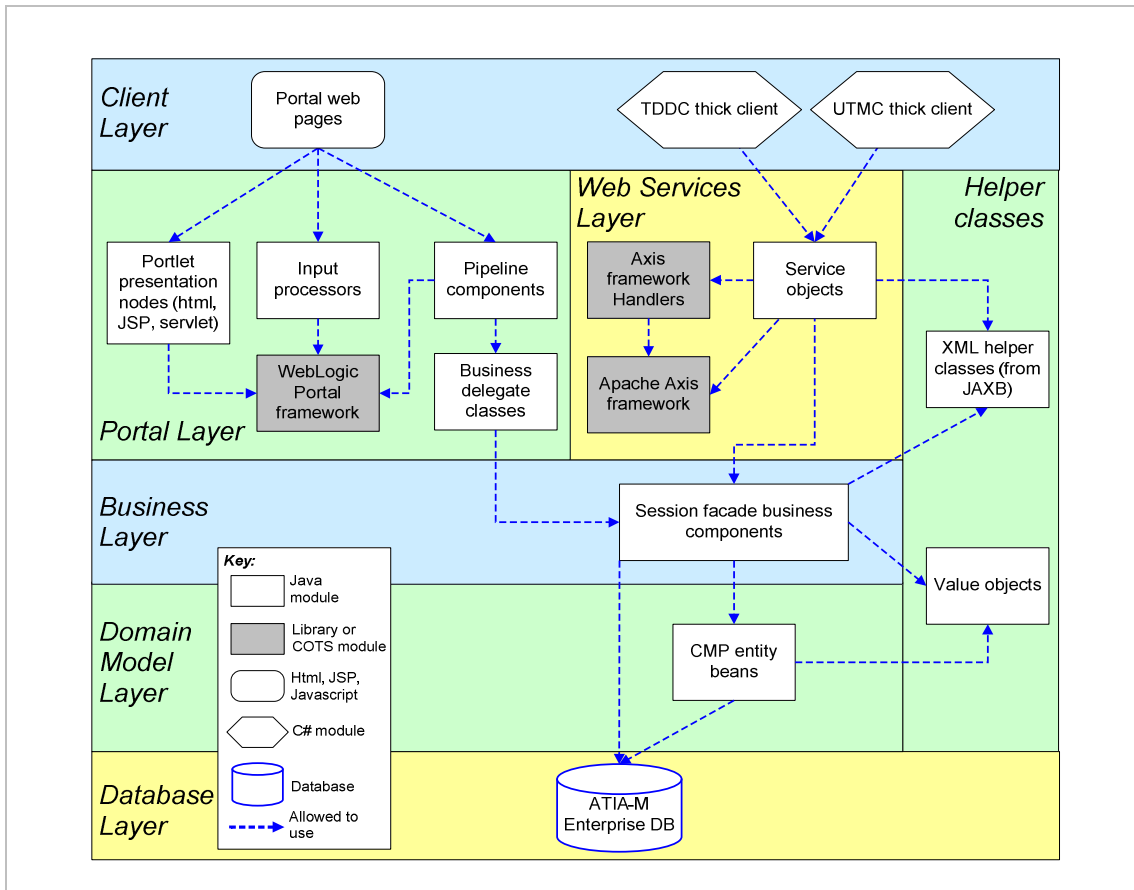 Client
Layer
Portal web
pages
TDDC thick client
UTMC thick client
Web Services
Layer
Helper
classes
Portlet
presentation
nodes (html,
JSP, servlet)
Input
processors
Pipeline
components
Axis
framework
Handlers
Service
objects
WebLogic
Portal
framework
Business
delegate
classes
Apache Axis
framework
XML helper
classes (from
JAXB)
Portal Layer
Business
Layer
Session facade business
components
Key:
Java
module
Library or
COTS module
Html, JSP,
Javascript
C# module
Database
Allowed to
use
Value objects
Domain
Model
Layer
CMP entity
beans
Database
Layer
ATIA-M
Enterprise DB